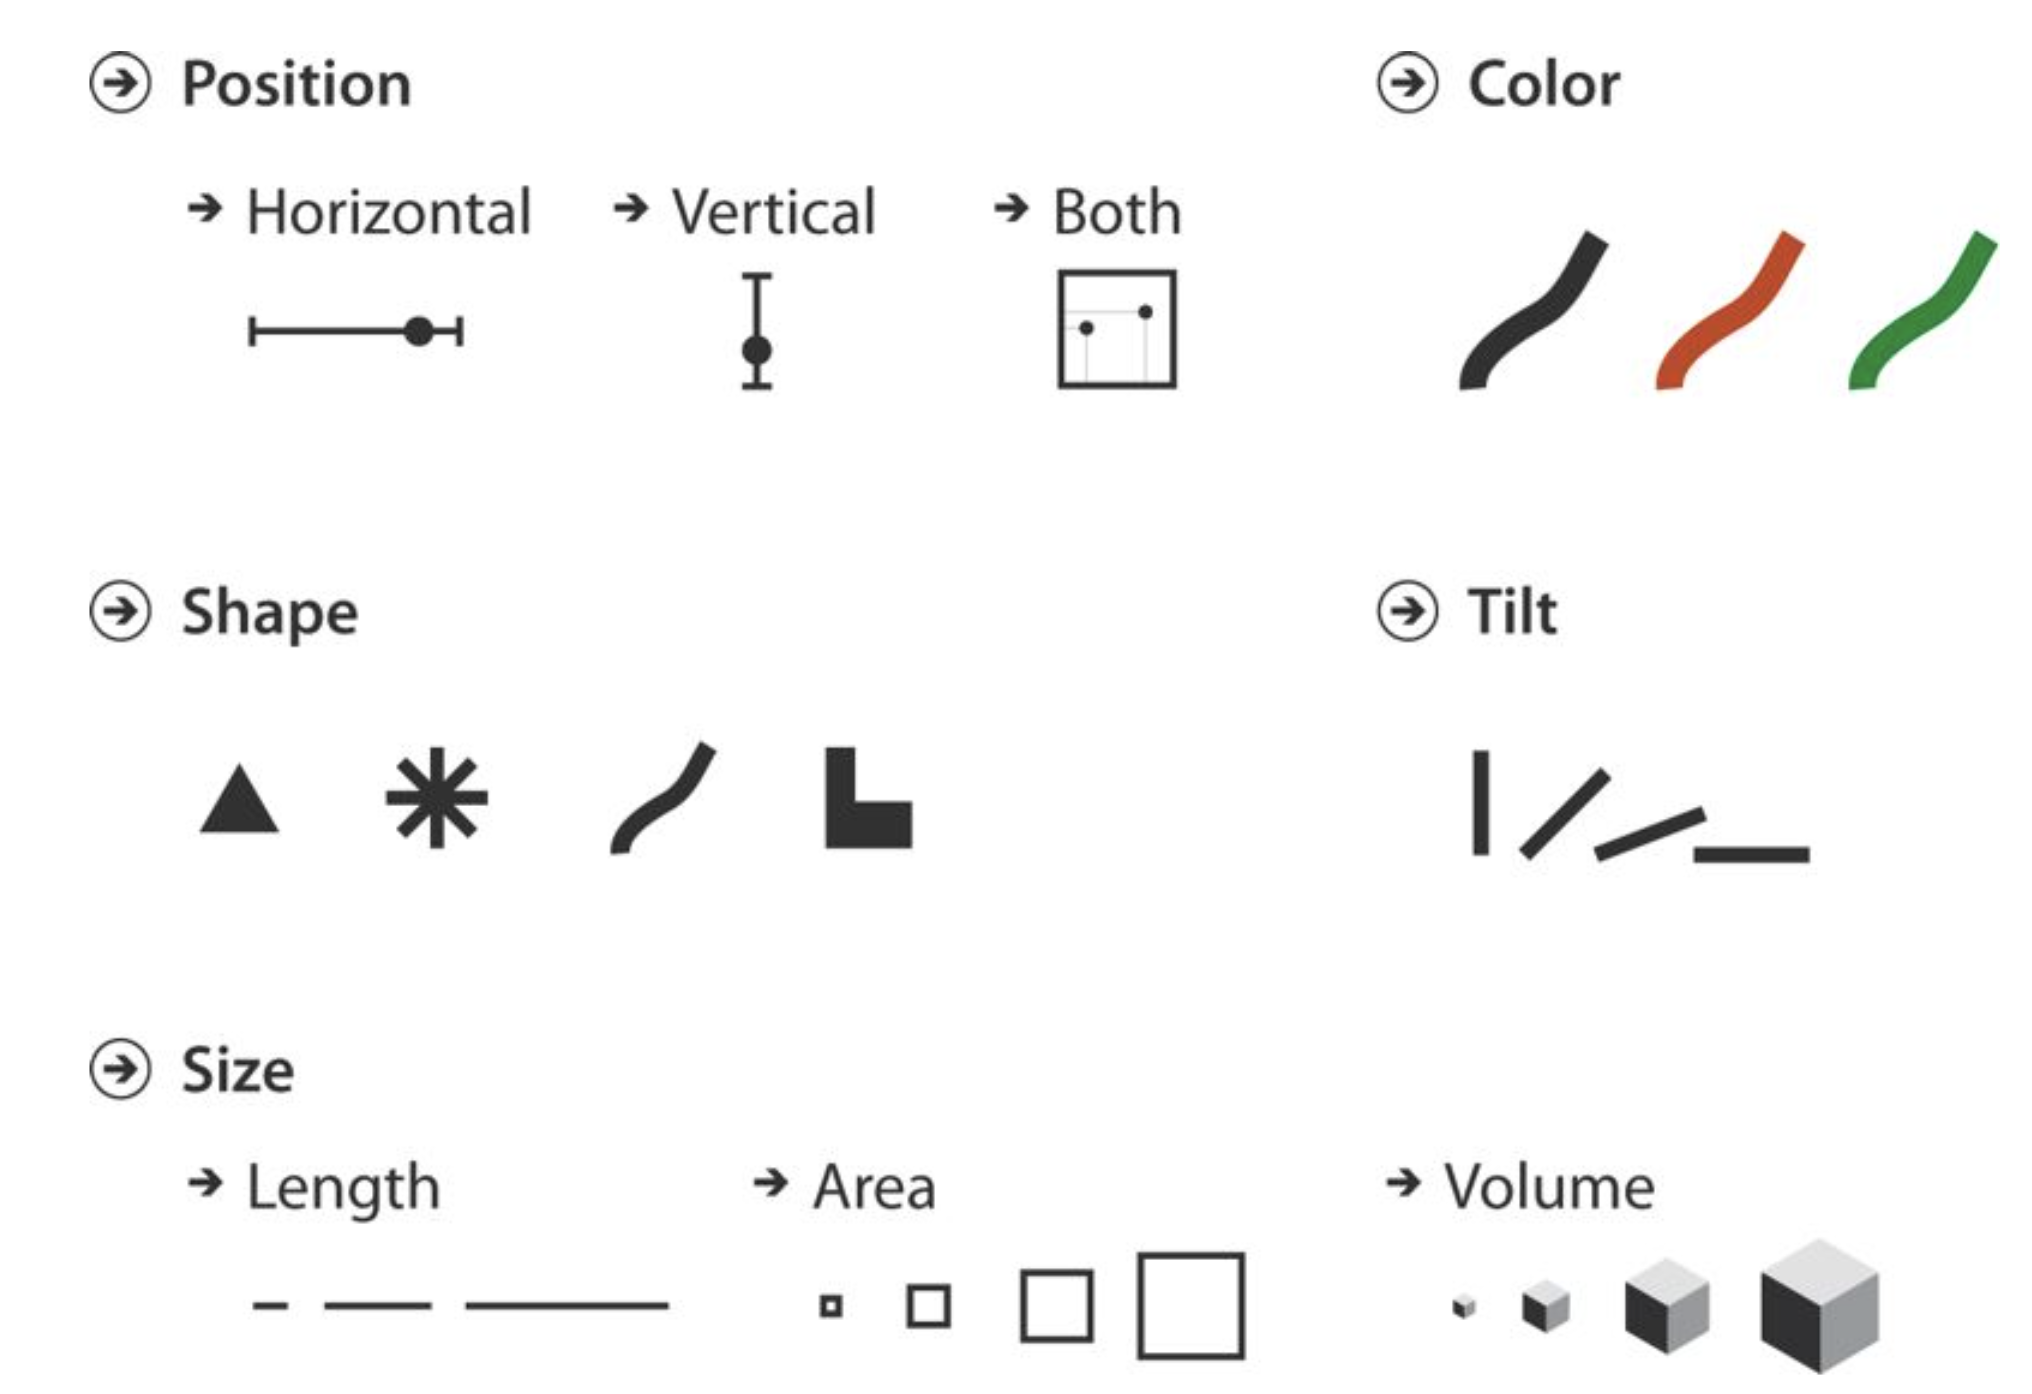 Position
Color
Horizontal
Vertical
Both
Shape
Tilt
Size
Length
Area
Volume